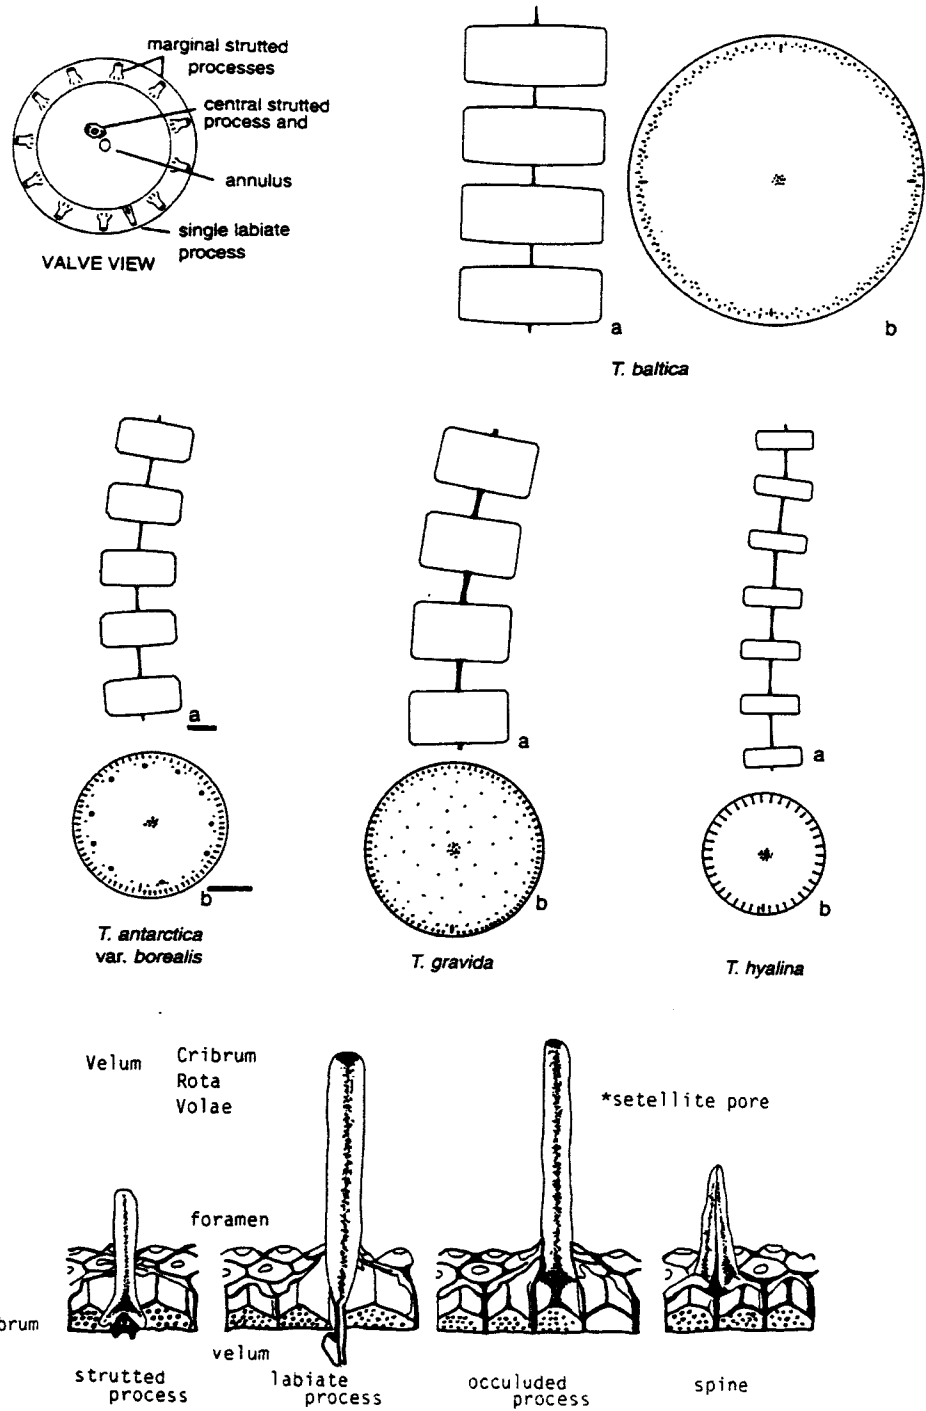 marginal strutted
processes
central strutted
process and
annulus
single labiate
process
VALVE VIEW
a
b
T. baltica
a
b
T. antarctica
var. borealis
a
b
T. gravida
a
b
T. hyalina
Velum
Cribrum
Rota
Volae
*setellite pore
foramen
brum
velum
strutted
process
labiate
process
occuluded
process
spine